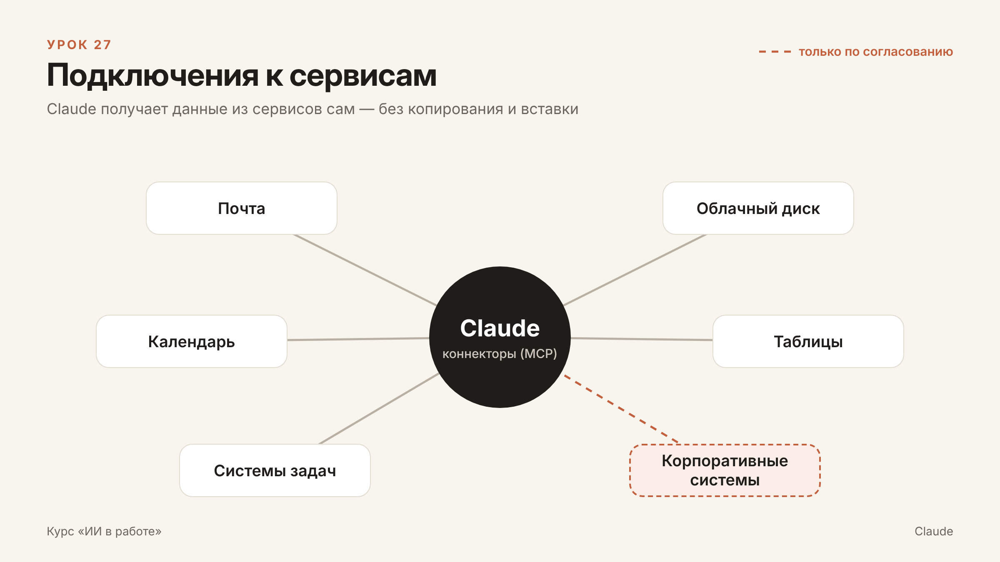 УРОК 27
только по согласованию
Подключения к сервисам
Claude получает данные из сервисов сам — без копирования и вставки
Почта
Облачный диск
Claude
коннекторы (MCP)
Календарь
Таблицы
Системы задач
Корпоративные
системы
Курс «ИИ в работе»
Claude